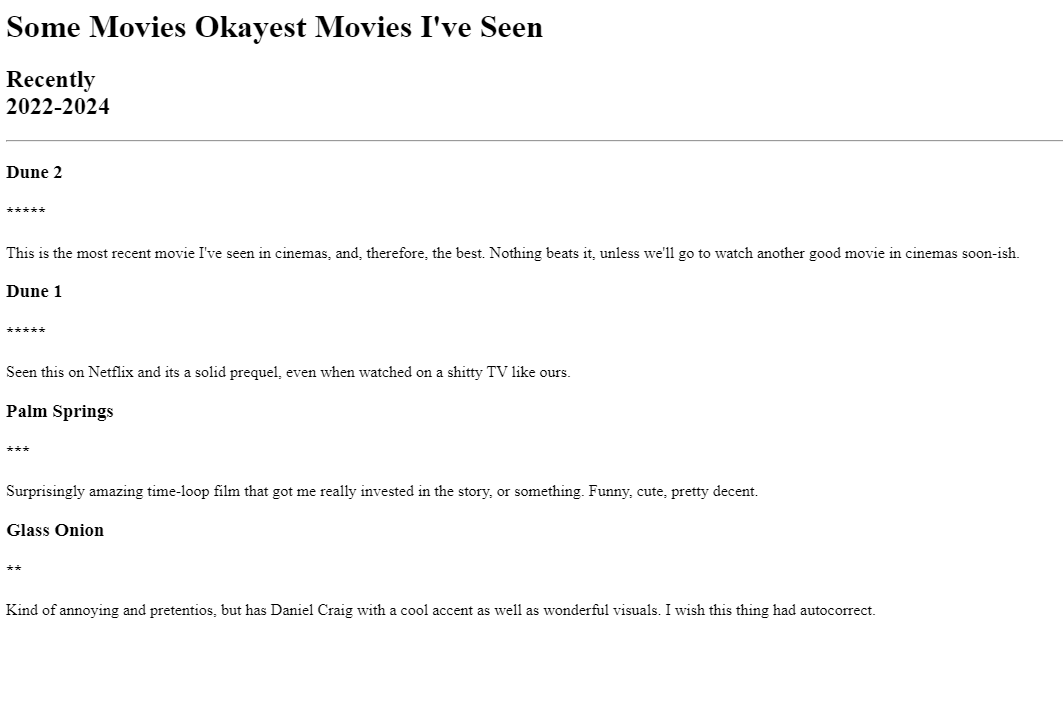 Some Movies Okayest Movies I've Seen
Recently
2022-2024
Dune 2
*****
This is the most recent movie I've seen in cinemas, and, therefore, the best. Nothing beats it, unless we'll go to watch another good movie in cinemas soon-ish.
Dune 1
*****
Seen this on Netflix and its a solid prequel, even when watched on a shitty TV like ours.
Palm Springs
***
Surprisingly amazing time-loop film that got me really invested in the story, or something. Funny, cute, pretty decent.
Glass Onion
**
Kind of annoying and pretentios, but has Daniel Craig with a cool accent as well as wonderful visuals. I wish this thing had autocorrect.